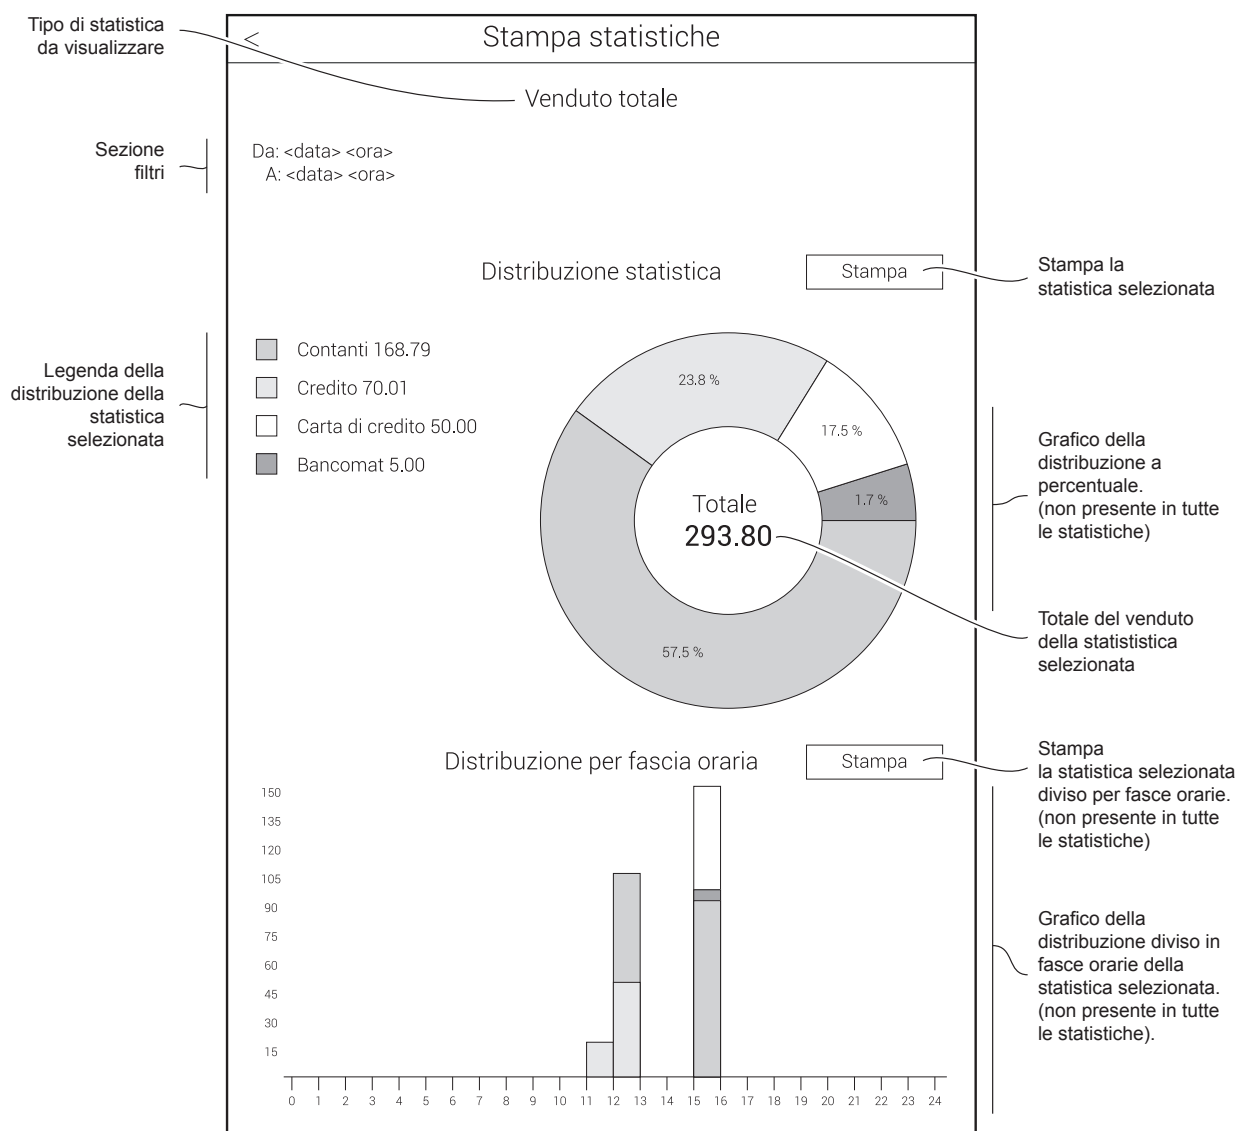 Tipo di statistica
da visualizzare
<
Stampa statistiche
Venduto totale
Sezione
filtri
Da: <data> <ora>
A: <data> <ora>
Distribuzione statistica
Stampa
Stampa la
statistica selezionata
Legenda della
distribuzione della
statistica
selezionata
Contanti 168.79
Credito 70.01
Carta di credito 50.00
Bancomat 5.00
23.8 %
17.5 %
1.7 %
57,5 %
Totale
293.80
Grafico della
distribuzione a
percentuale.
(non presente in tutte
le statistiche)
Totale del venduto
della statististica
selezionata
Distribuzione per fascia oraria
Stampa
Stampa
la statistica selezionata
diviso per fasce orarie.
(non presente in tutte
le statistiche)
150
135
120
105
90
75
60
45
30
15
0 1 2 3 4 5 6 7 8 9 10 11 12 13 14 15 16 17 18 19 20 21 22 23 24
Grafico della
distribuzione diviso in
fasce orarie della
statistica selezionata.
(non presente in tutte
le statistiche).